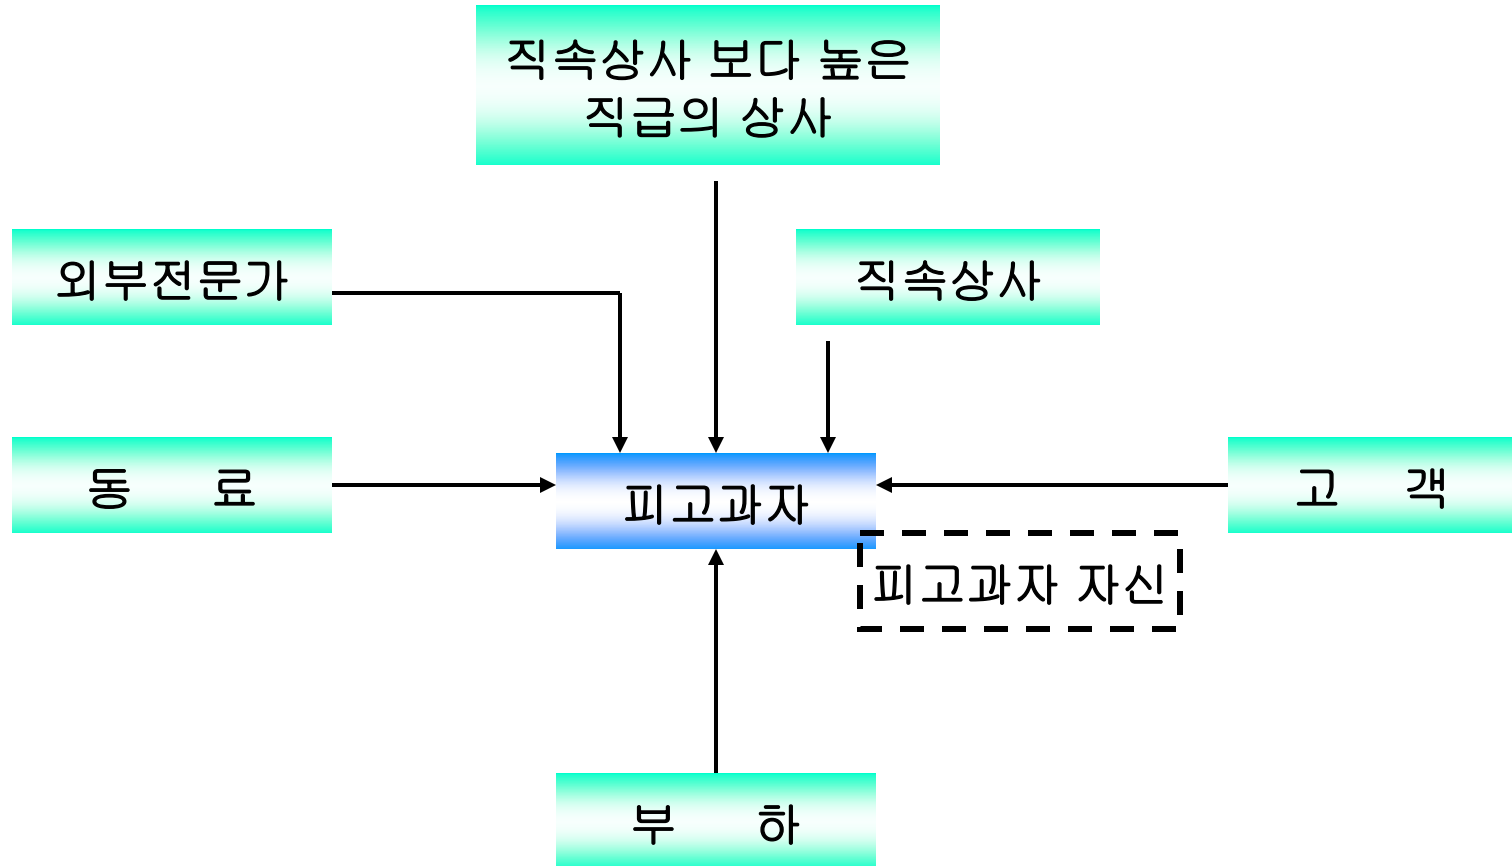 직속상사 보다 높은
직급의 상사
외부전문가
직속상사
동 료
피고과자
고 객
피고과자 자신
부 하